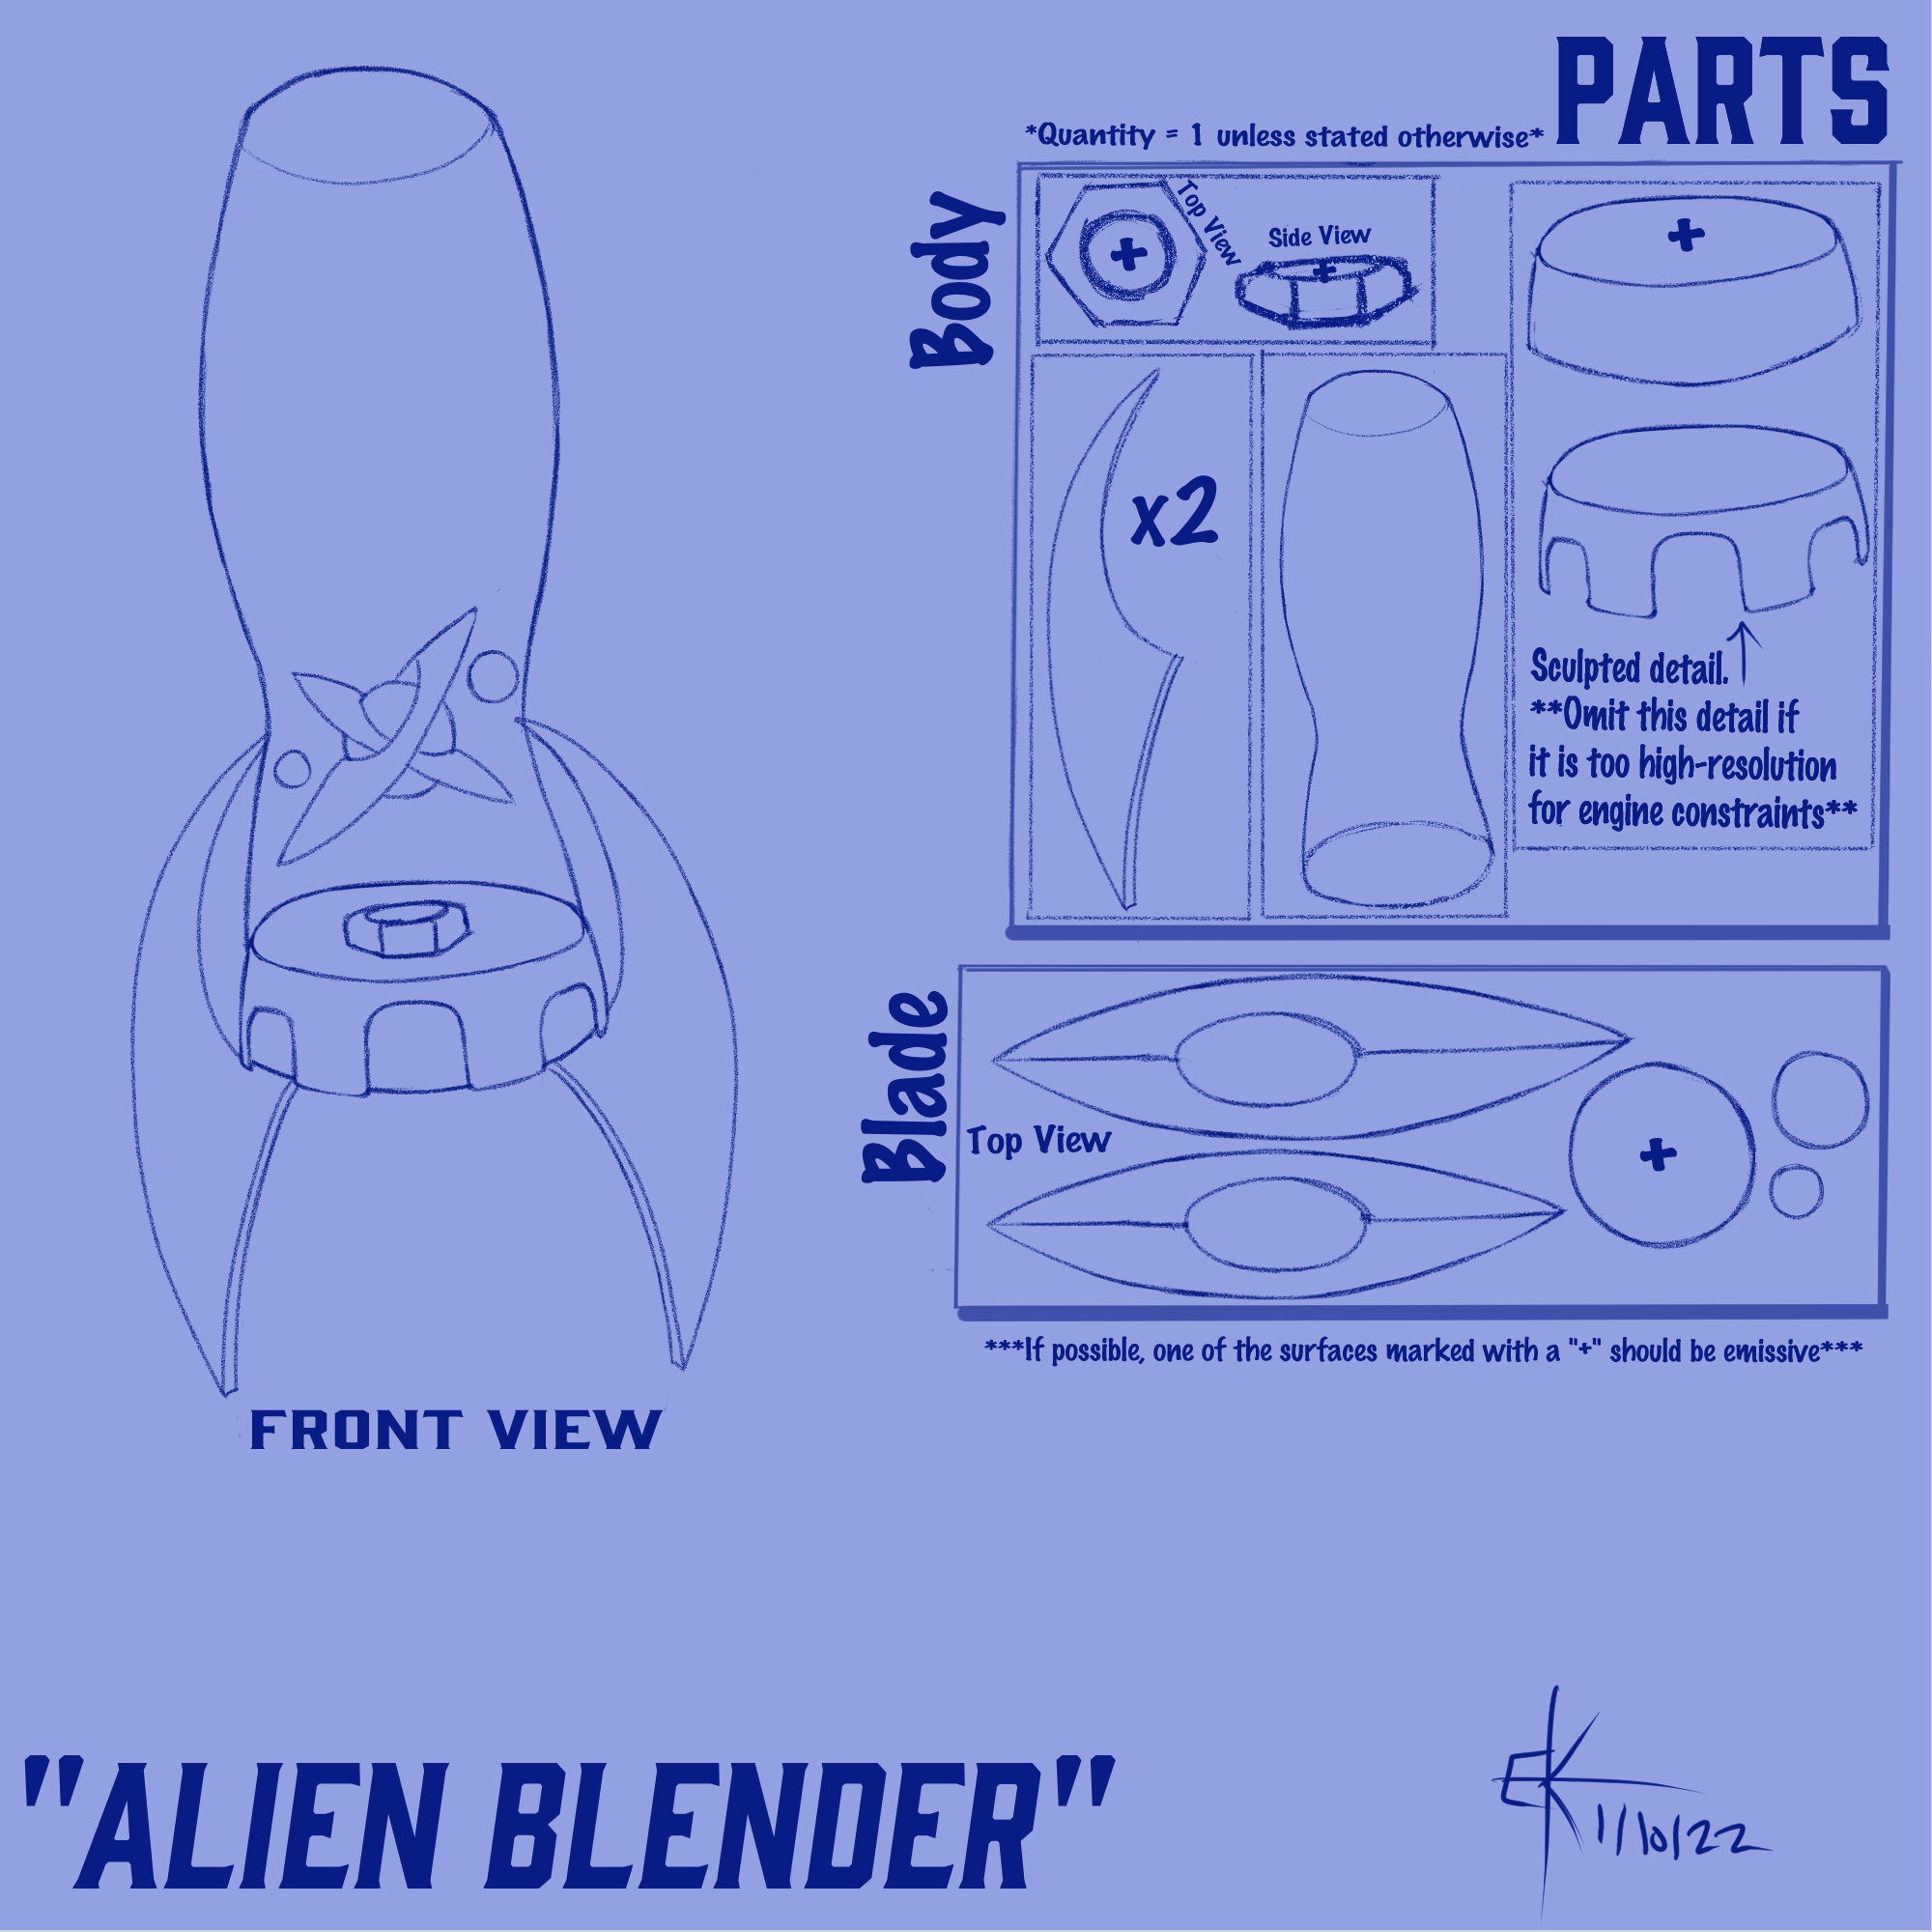 PARTS
*Quantity = 1 unless stated otherwise*
Body
Top View
Side View
x2
Sculpted detail.
**Omit this detail if
it is too high-resolution
for engine constraints**
Blade
Top View
***If possible, one of the surfaces marked with a "+" should be emissive***
FRONT VIEW
"ALIEN BLENDER"
EK
1/10/22